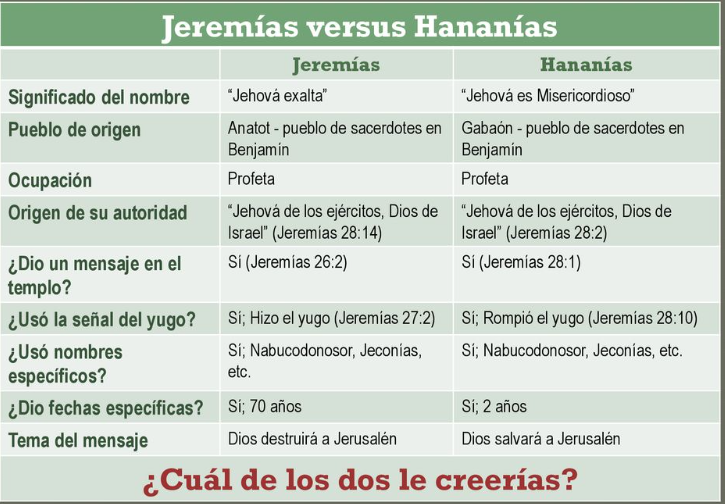 Jeremías versus Hananías
Jeremías Hananías
Significado del nombre “Jehová exalta” “Jehová es Misericordioso”
Pueblo de origen Anatot - pueblo de sacerdotes en Gabaón - pueblo de sacerdotes en
Benjamín Benjamín
Ocupación Profeta Profeta
Origen de su autoridad “Jehová de los ejércitos, Dios de “Jehová de los ejércitos, Dios de
Israel” (Jeremías 28:14) Israel” (Jeremías 28:2)
¿Dio un mensaje en el Sí (Jeremías 26:2) Sí (Jeremías 28:1)
templo?
¿Usó la señal del yugo? Sí; Hizo el yugo (Jeremías 27:2) Sí; Rompió el yugo (Jeremías 28:10)
¿Usó nombres Sí; Nabucodonosor, Jeconías, Sí; Nabucodonosor, Jeconías, etc.
específicos? etc.
¿Dio fechas específicas? Sí; 70 años Sí; 2 años
Tema del mensaje Dios destruirá a Jerusalén Dios salvará a Jerusalén
¿Cuál de los dos le creerías?